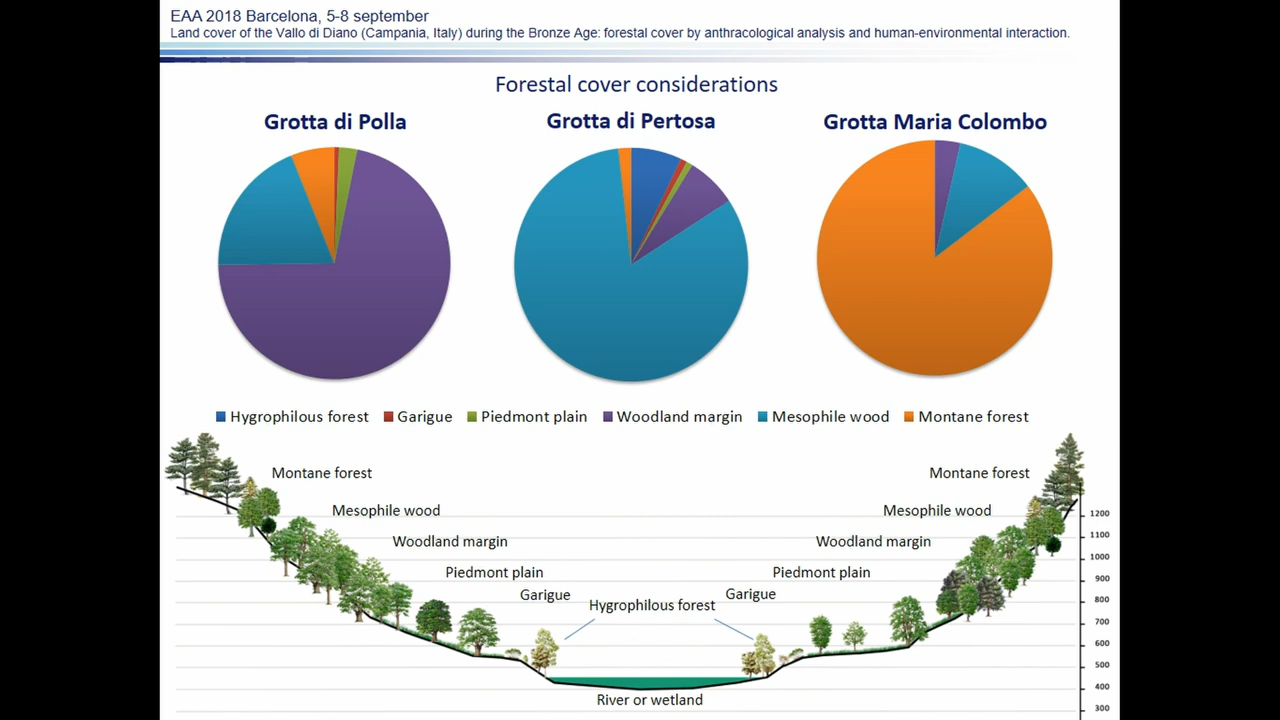 EAA 2018 Barcelona, 5-8 september
Land cover of the Vallo di Diano (Campania, Italy) during the Bronze Age: forestal cover by anthracological analysis and human-environmental interaction.
Forestal cover considerations
Grotta di Polla
Grotta di Pertosa
Grotta Maria Colombo
Hygrophilous forest
Garigue
Piedmont plain
Woodland margin
Mesophile wood
Montane forest
Montane forest
Montane forest
Mesophile wood
Mesophile wood
1200
Woodland margin
Woodland margin
1100
1000
Piedmont plain
Piedmont plain
900
Garigue
Garigue
Hygrophilous forest
800
700
600
500
400
River or wetland
300